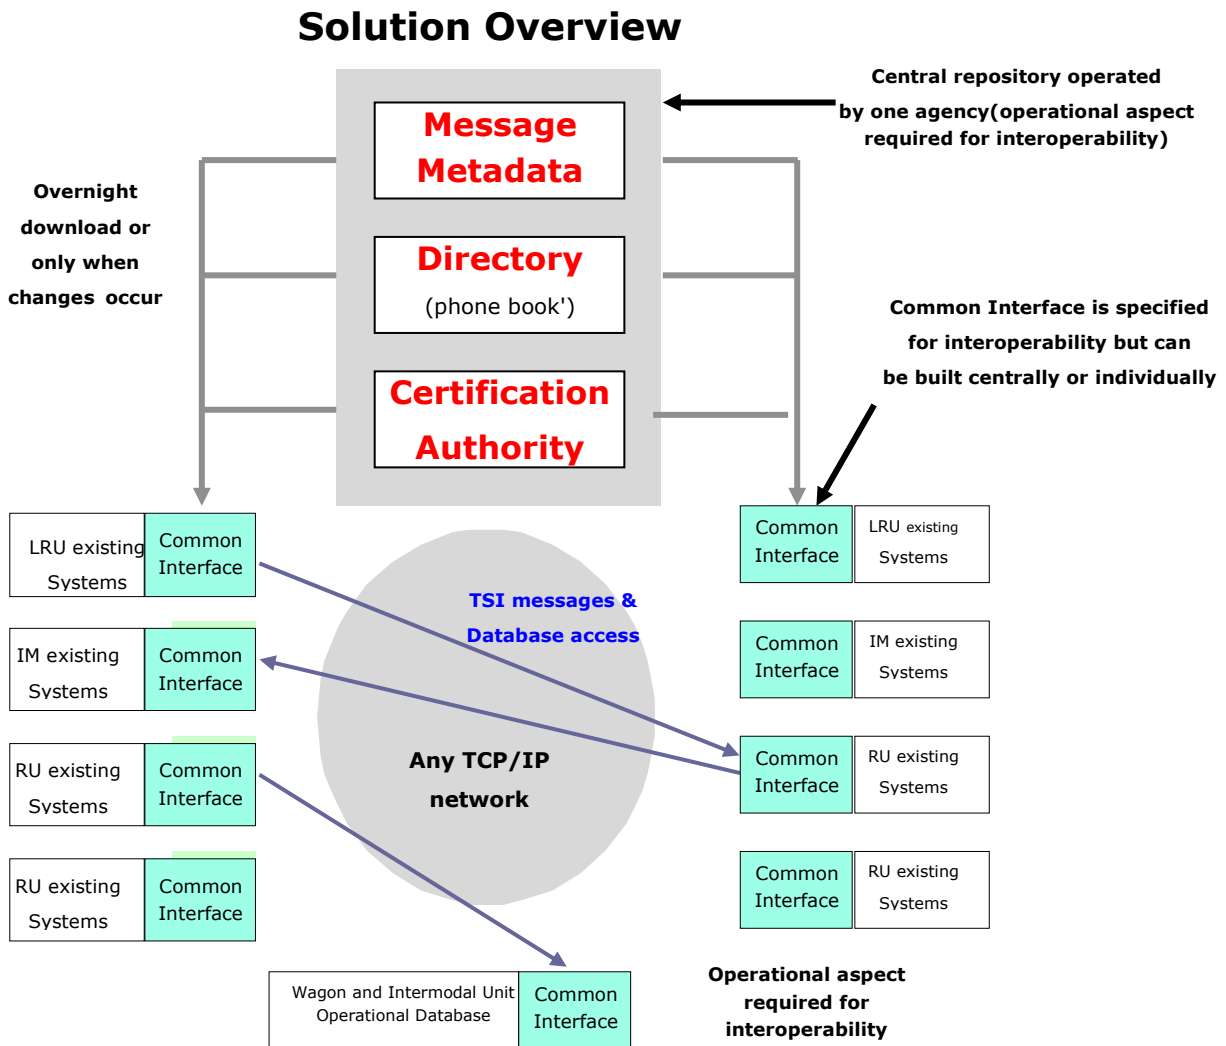 Solution Overview
Central repository operated
by one agency(operational aspect
required for interoperability)
Message
Metadata
Overnight
download or
only when
changes occur
Directory
(phone book')
Common Interface is specified
for interoperability but can
be built centrally or individually
Certification
Authority
LRU existing
Systems
Common
Interface
Common
Interface
LRU existing
Systems
TSI messages &
Database access
IM existing
Systems
Common
Interface
Common
Interface
IM existing
Systems
Any TCP/IP
network
RU existing
Systems
Common
Interface
Common
Interface
RU existing
Systems
RU existing
Systems
Common
Interface
Common
Interface
RU existing
Systems
Wagon and Intermodal Unit
Operational Database
Common
Interface
Operational aspect
required for
interoperability